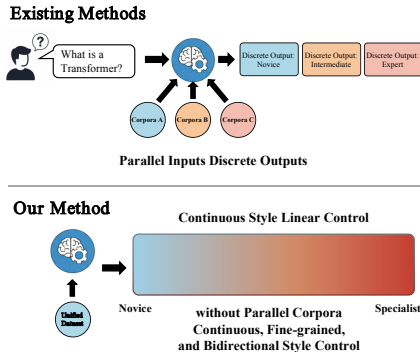 Existing Methods
?
What is a
Transformer?
Discrete Output:
Novice
Discrete Output:
Intermediate
Discrete Output:
Expert
Corpora A
Corpora B
Corpora C
Parallel Inputs Discrete Outputs
Our Method
Continuous Style Linear Control
Unified
Dataset
Novice
Specialist
without Parallel Corpora
Continuous, Fine-grained,
and Bidirectional Style Control